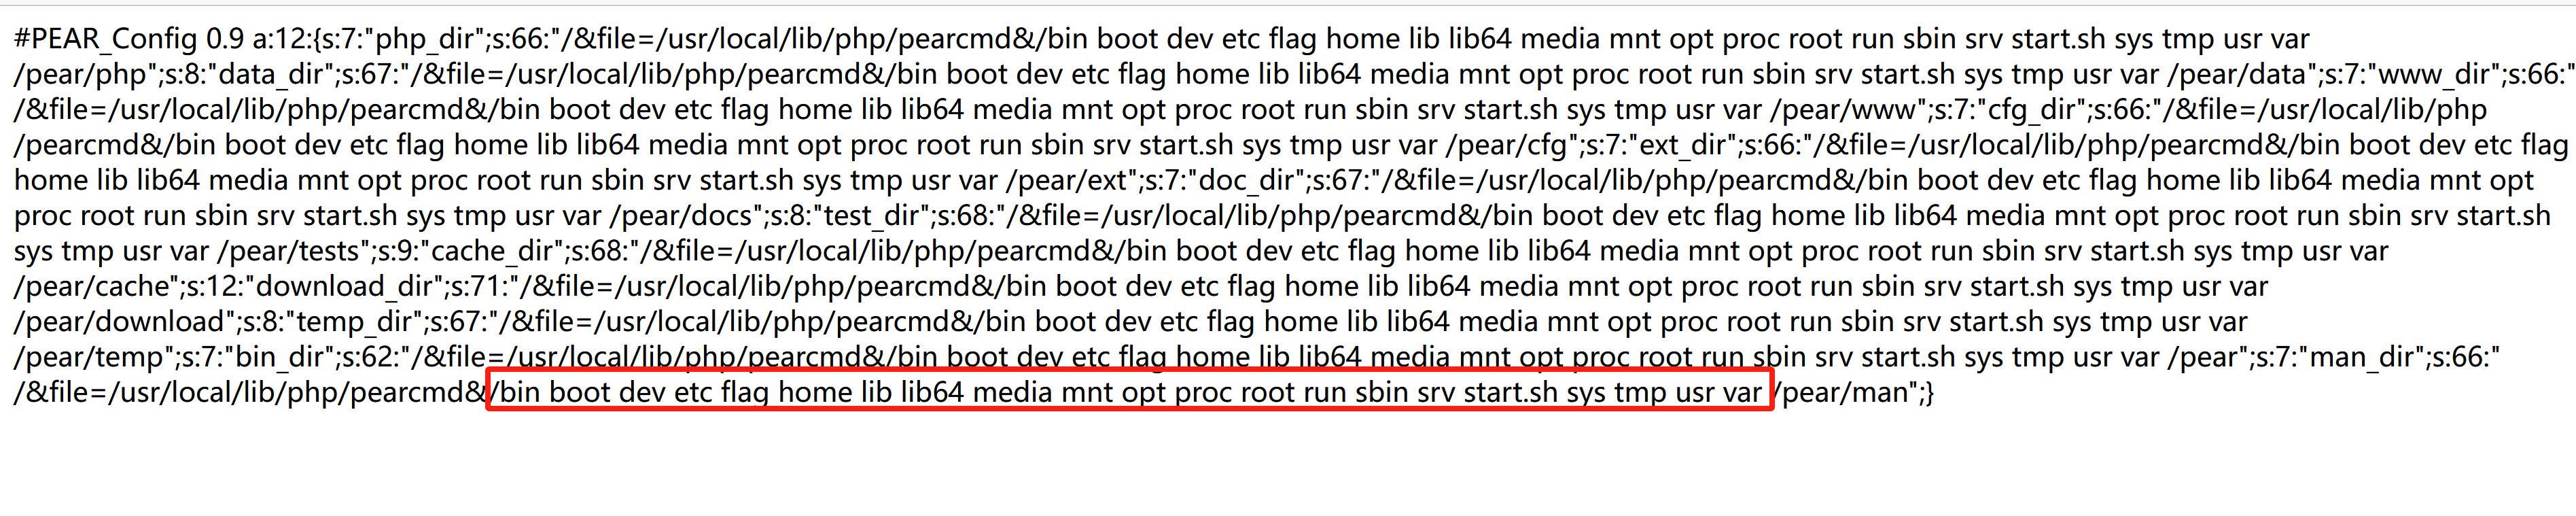 #PEAR_Config 0.9 a:12:{s:7:"php_dir";s:66:"/&file=/usr/local/lib/php/pearcmd&/bin boot dev etc flag home lib lib64 media mnt opt proc root run sbin srv start.sh sys tmp usr var
/pear/php";s:8:"data_dir";s:67:"/&file=/usr/local/lib/php/pearcmd&/bin boot dev etc flag home lib lib64 media mnt opt proc root run sbin srv start.sh sys tmp usr var /pear/data";s:7:"www_dir";s:66:"
/&file=/usr/local/lib/php/pearcmd&/bin boot dev etc flag home lib lib64 media mnt opt proc root run sbin srv start.sh sys tmp usr var /pear/www";s:7:"cfg_dir";s:66:"/&file=/usr/local/lib/php
/pearcmd&/bin boot dev etc flag home lib lib64 media mnt opt proc root run sbin srv start.sh sys tmp usr var /pear/cfg";s:7:"ext_dir";s:66:"/&file=/usr/local/lib/php/pearcmd&/bin boot dev etc flag
home lib lib64 media mnt opt proc root run sbin srv start.sh sys tmp usr var /pear/ext";s:7:"doc_dir";s:67:"/&file=/usr/local/lib/php/pearcmd&/bin boot dev etc flag home lib lib64 media mnt opt
proc root run sbin srv start.sh sys tmp usr var /pear/docs";s:8:"test_dir";s:68:"/&file=/usr/local/lib/php/pearcmd&/bin boot dev etc flag home lib lib64 media mnt opt proc root run sbin srv start.sh
sys tmp usr var /pear/tests";s:9:"cache_dir";s:68:"/&file=/usr/local/lib/php/pearcmd&/bin boot dev etc flag home lib lib64 media mnt opt proc root run sbin srv start.sh sys tmp usr var
/pear/cache";s:12:"download_dir";s:71:"/&file=/usr/local/lib/php/pearcmd&/bin boot dev etc flag home lib lib64 media mnt opt proc root run sbin srv start.sh sys tmp usr var
/pear/download";s:8:"temp_dir";s:67:"/&file=/usr/local/lib/php/pearcmd&/bin boot dev etc flag home lib lib64 media mnt opt proc root run sbin srv start.sh sys tmp usr var
/pear/temp";s:7:"bin_dir";s:62:"/&file=/usr/local/lib/php/pearcmd&/bin boot dev etc flag home lib lib64 media mnt opt proc root run sbin srv start.sh sys tmp usr var /pear";s:7:"man_dir";s:66:"
/&file=/usr/local/lib/php/pearcmd&/bin boot dev etc flag home lib lib64 media mnt opt proc root run sbin srv start.sh sys tmp usr var /pear/man";}